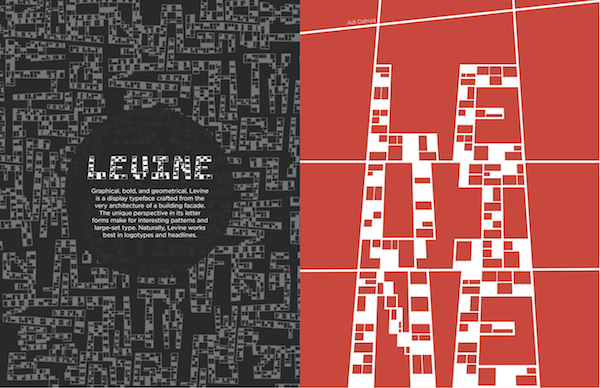 LEVINE
Graphical, bold, and geometrical, Levine
is a display typeface crafted from the
very architecture of a building facade.
The unique perspective in its letter
forms make for interesting patterns and
large-set type. Naturally, Levine works
best in logotypes and headlines.
Adi Dahiya
LE
VI
NE